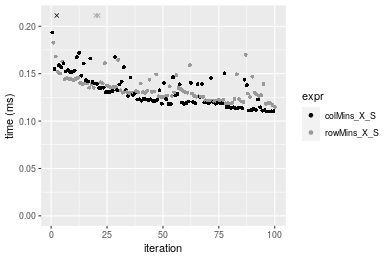 0.20
0.15
0.10
0.05
0.00
time (ms)
0
25
50
75
100
iteration
expr
colMins_X_S
rowMins_X_S